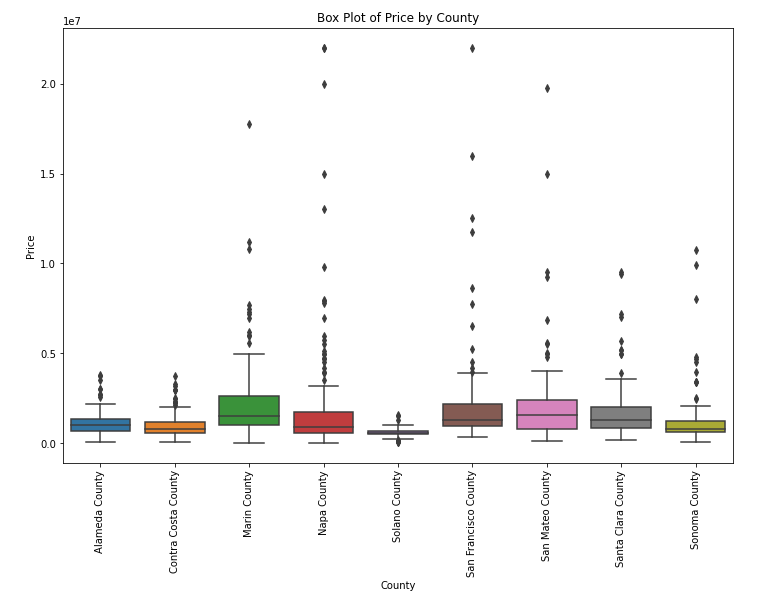 Box Plot of Price by County
1e7
2.0
1.5
1.0
0.5
0.0
Price
Alameda County
Contra Costa County
Marin County
Napa County
Solano County
San Francisco County
San Mateo County
Santa Clara County
Sonoma County
County